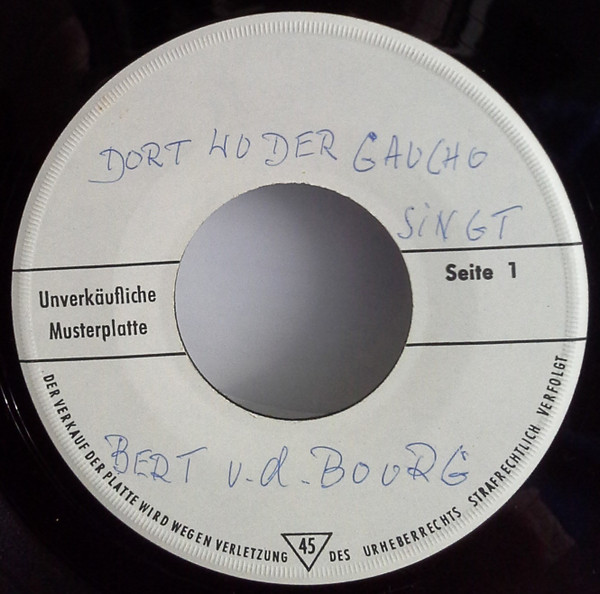 DORT WO DER GAUCHO
SiNGT
Unverkäufliche
Musterplatte
Seite 1
BERT v.d. BOURG
DER VERKAUF DER PLATTE WIRD WEGEN VERLETZUNG DES URHEBERRECHTS STRAFRECHTLICH VERFOLGT
45